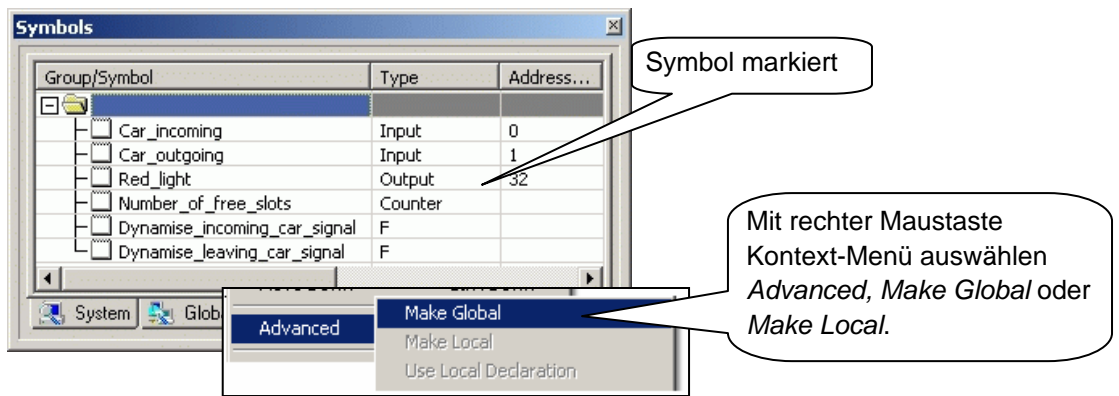 Symbols
Group/Symbol Type Address...
Car_incoming Input 0
Car_outgoing Input 1
Red_light Output 32
Number_of_free_slots Counter
Dynamise_incoming_car_signal F
Dynamise_leaving_car_signal F
System Glob
Advanced
Make Global
Make Local
Use Local Declaration
Symbol markiert
Mit rechter Maustaste
Kontext-Menü auswählen
Advanced, Make Global oder
Make Local.